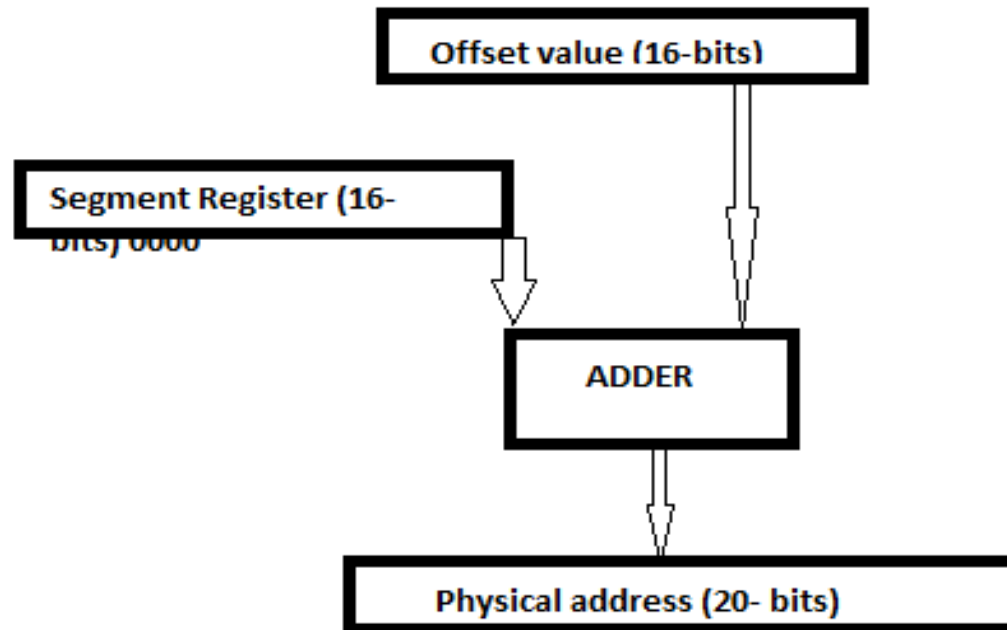 Offset value (16-bits)
Segment Register (16-
bits) 0000
ADDER
Physical address (20- bits)